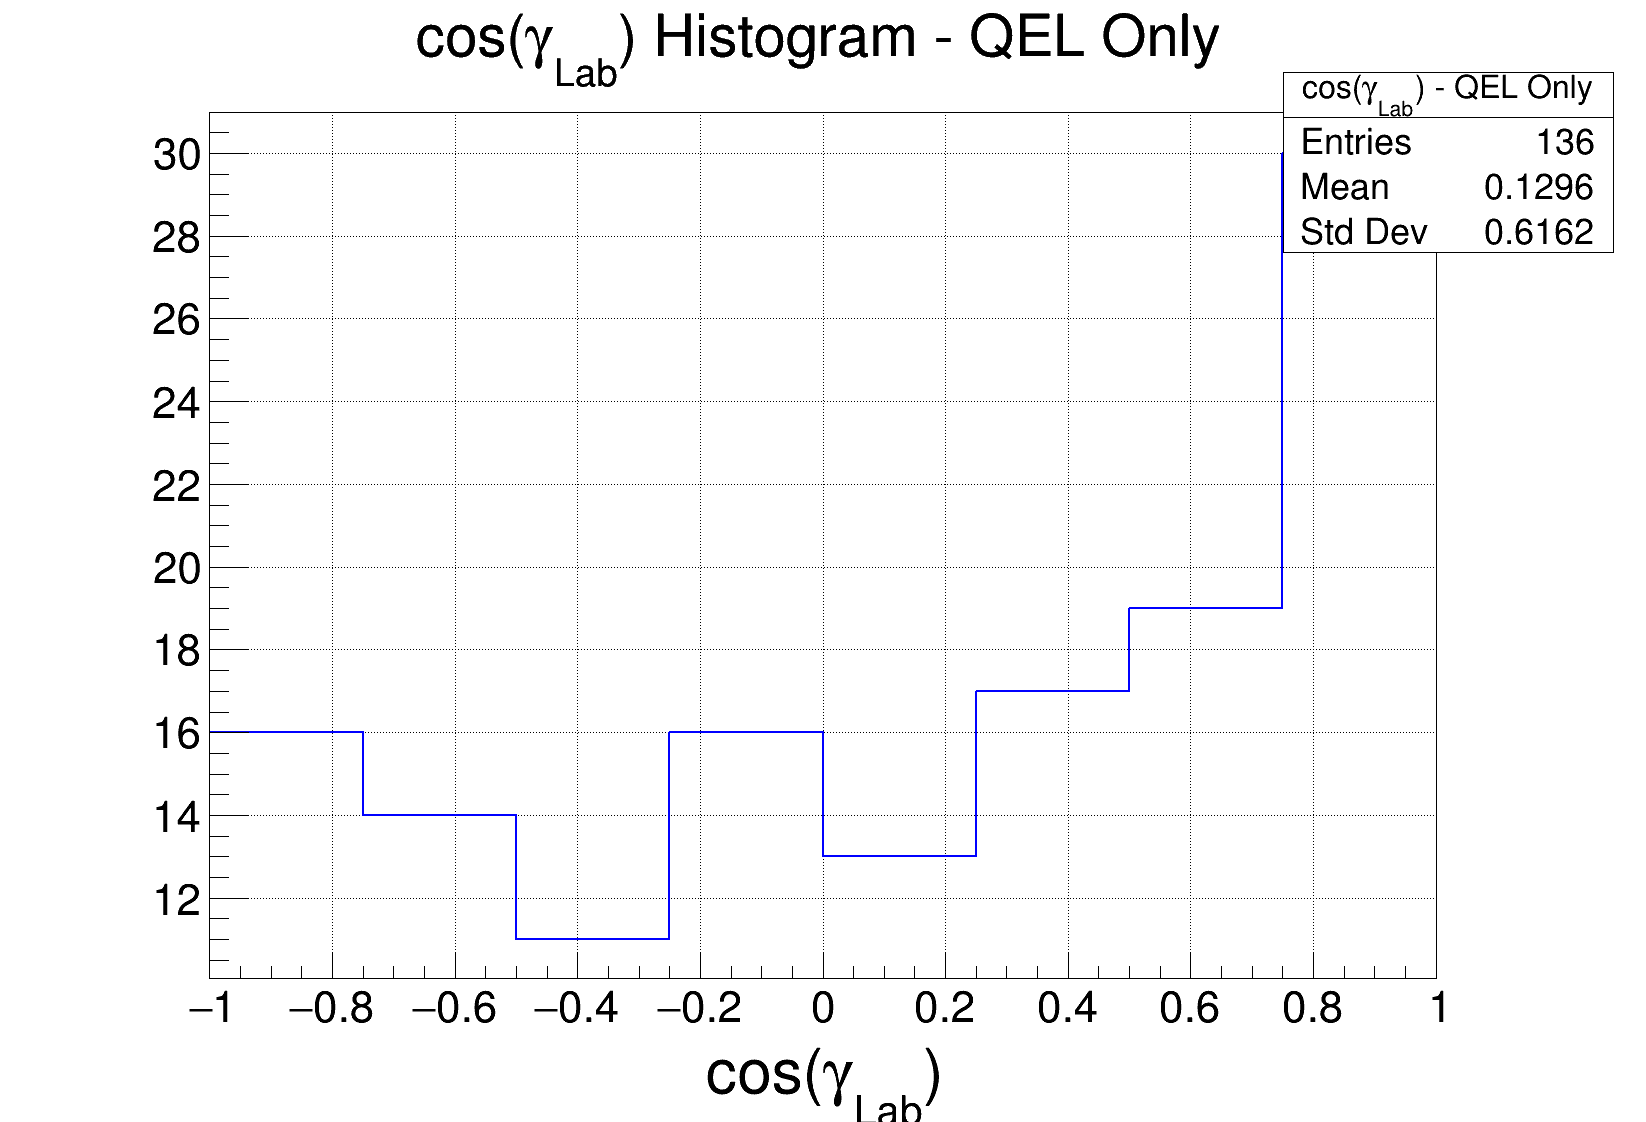 cos(γ_Lab) Histogram - QEL Only
cos(γ_Lab) - QEL Only
Entries 136
Mean 0.1296
Std Dev 0.6162
30
28
26
24
22
20
18
16
14
12
−1 −0.8 −0.6 −0.4 −0.2 0 0.2 0.4 0.6 0.8 1
cos(γ_Lab)